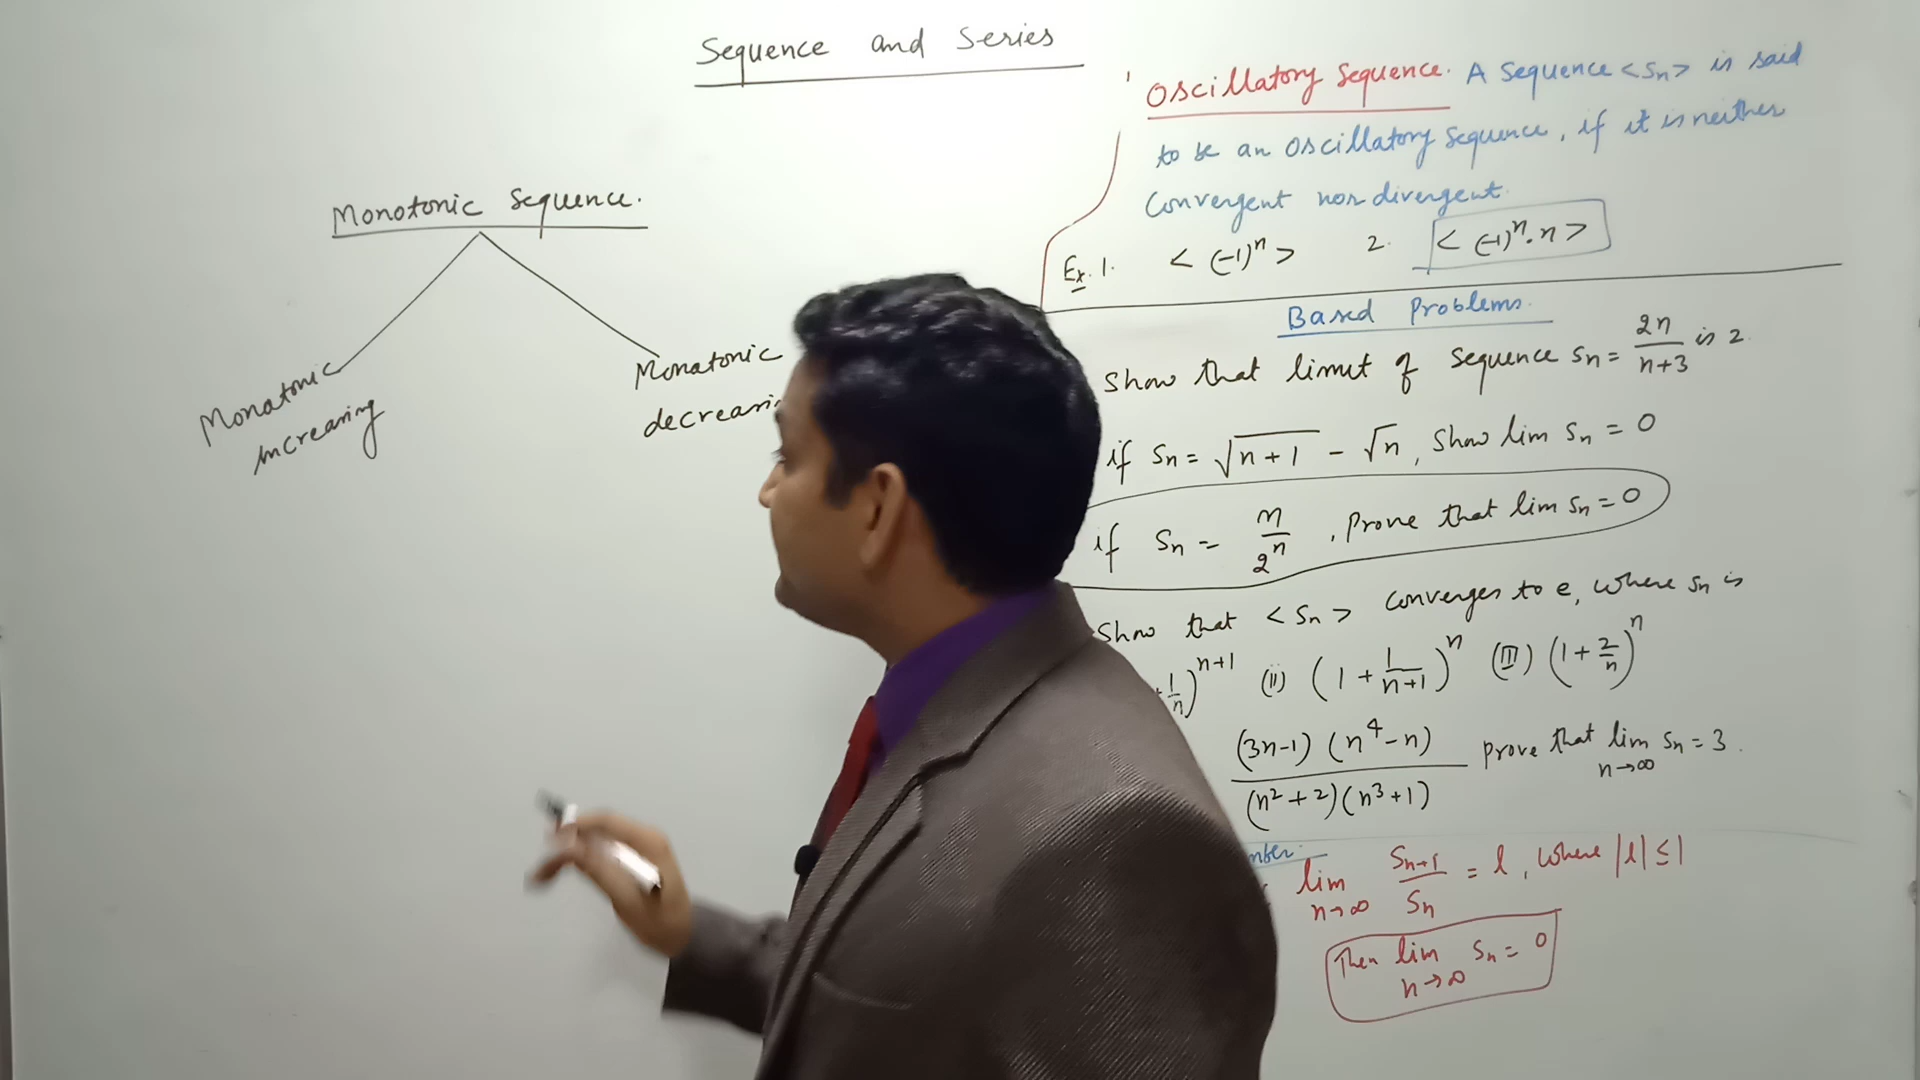 Sequence and Series
Monotonic Sequence.
Monatonic
increasing
Monatonic
decreasin
Oscillatory Sequence. A Sequence <Sn> is said
to be an Oscillatory Sequence, if it is neither
Convergent nor divergent.
Ex. 1. < (-1)^n > 2. < (-1)^n . n >
Based Problems.
Show that limit of Sequence Sn = 2n/(n+3) is 2
if Sn = √(n+1) - √n, Show lim Sn = 0
if Sn = n/2^n, Prove that lim Sn = 0
Show that <Sn> Converges to e, where Sn is
1/n)^(n+1) (ii) (1 + 1/(n+1))^n (III) (1 + 2/n)^n
(3n-1) (n^4 - n) / (n^2 + 2) (n^3 + 1) Prove that lim n→∞ Sn = 3.
mber.
lim n→∞ Sn+1/Sn = l, where |l| ≤ 1
Then lim n→∞ Sn = 0